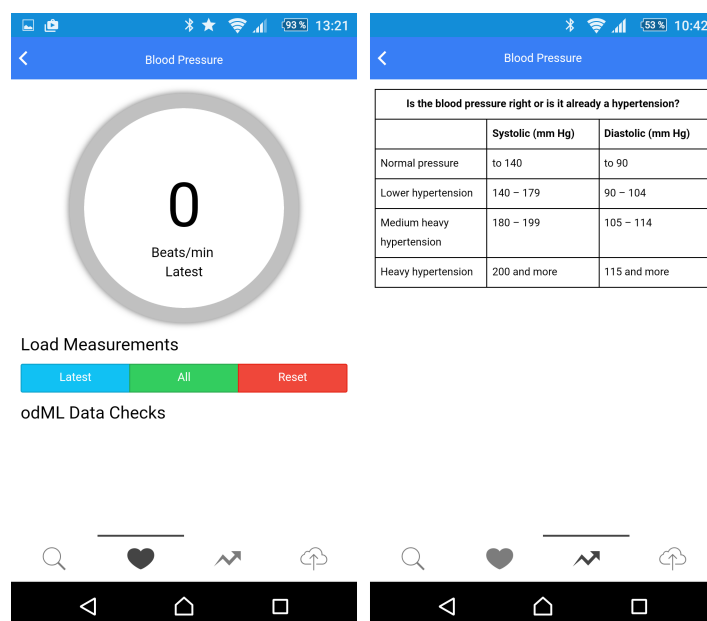 93 % 13:21
Blood Pressure
0
Beats/min
Latest
Load Measurements
Latest All Reset
odML Data Checks
53 % 10:42
Blood Pressure
Is the blood pressure right or is it already a hypertension?
Systolic (mm Hg) Diastolic (mm Hg)
Normal pressure to 140 to 90
Lower hypertension 140 – 179 90 – 104
Medium heavy 180 – 199 105 – 114
hypertension
Heavy hypertension 200 and more 115 and more